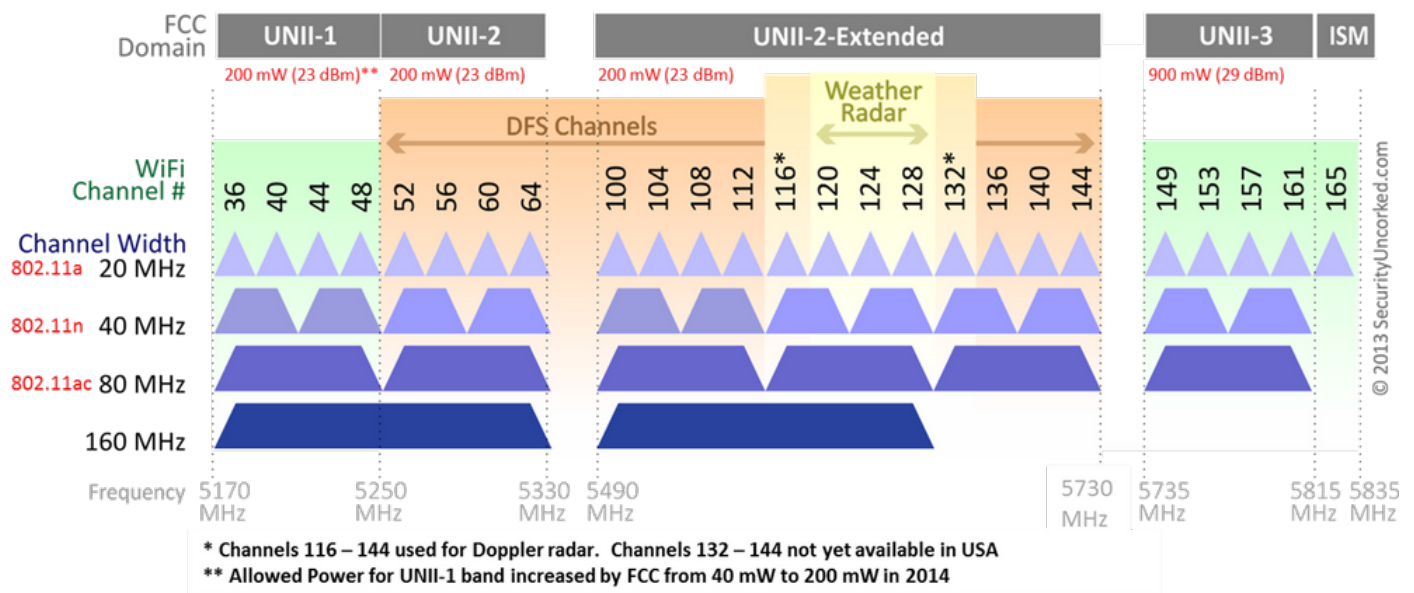 FCC
Domain
UNII-1 UNII-2 UNII-2-Extended UNII-3 ISM
200 mW (23 dBm)** 200 mW (23 dBm) 200 mW (23 dBm) 900 mW (29 dBm)
Weather
Radar
DFS Channels
WiFi
Channel #
36 40 44 48 52 56 60 64 100 104 108 112 116* 120 124 128 132* 136 140 144 149 153 157 161 165
Channel Width
802.11a 20 MHz
802.11n 40 MHz
802.11ac 80 MHz
160 MHz
Frequency 5170 5250 5330 5490 5730 5735 5815 5835
MHz MHz MHz MHz MHz MHz MHz MHz
© 2013 SecurityUncorked.com
* Channels 116 – 144 used for Doppler radar. Channels 132 – 144 not yet available in USA
** Allowed Power for UNII-1 band increased by FCC from 40 mW to 200 mW in 2014